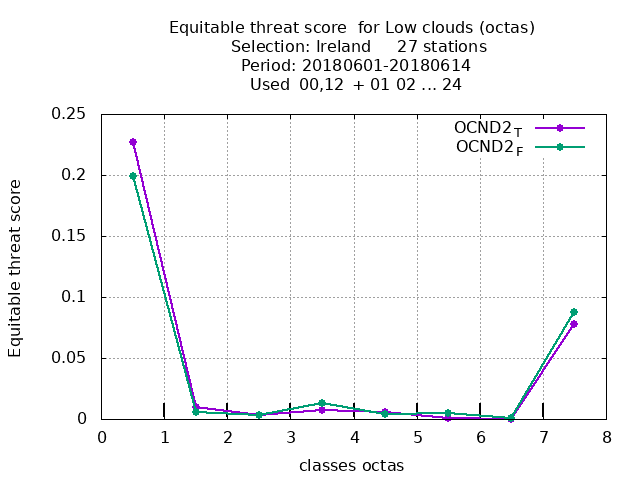 Equitable threat score for Low clouds (octas)
Selection: Ireland 27 stations
Period: 20180601-20180614
Used 00,12 + 01 02 ... 24
OCND2_T
OCND2_F
0.25
0.2
0.15
0.1
0.05
0
Equitable threat score
0 1 2 3 4 5 6 7 8
classes octas